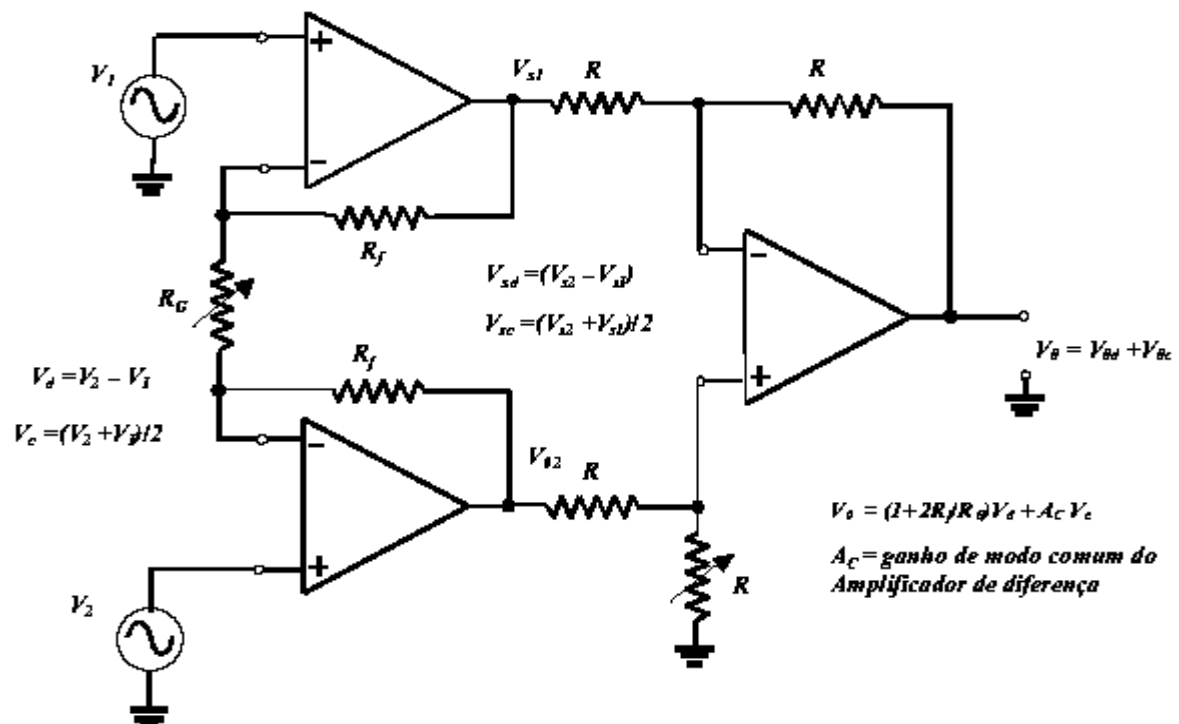 V1
+
−
Vs1
R
R
Rf
RG
Vsd =(Vs2 − Vs1)
Vsc =(Vs2 +Vs1)/2
−
+
V0 = V0d +V0c
Rf
Vd =V2 − V1
Vc =(V2 +V1)/2
−
+
V02
R
R
V2
Vo = (1+2Rf/RG)Vd + AC Vc
AC = ganho de modo comum do
Amplificador de diferença